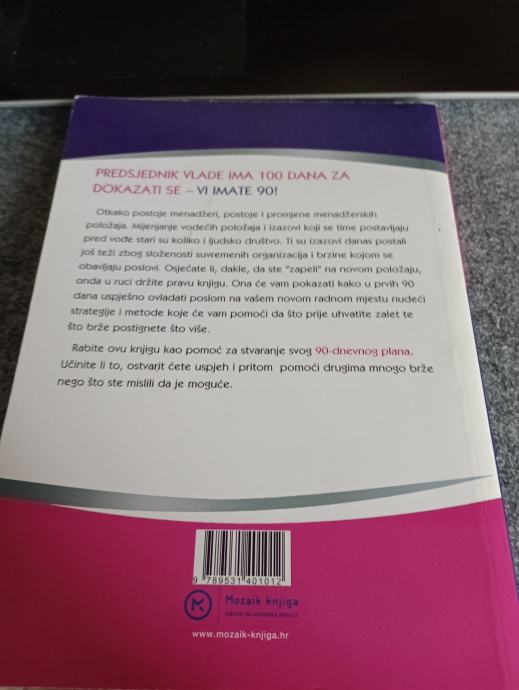 PREDSJEDNIK VLADE IMA 100 DANA ZA
DOKAZATI SE – VI IMATE 90!
Otkako postoje menadžeri, postoje i promjene menadžerskih
položaja. Mijenjanje vodećih položaja i izazovi koji se time postavljaju
pred vođe stari su koliko i ljudsko društvo. Ti su izazovi danas postali
još teži zbog složenosti suvremenih organizacija i brzine kojom se
obavljaju poslovi. Osjećate li, dakle, da ste "zapeli" na novom položaju,
onda u ruci držite pravu knjigu. Ona će vam pokazati kako u prvih 90
dana uspješno ovladati poslom na vašem novom radnom mjestu nudeći
strategije i metode koje će vam pomoći da što prije uhvatite zalet te
što brže postignete što više.
Rabite ovu knjigu kao pomoć za stvaranje svog 90-dnevnog plana.
Učinite li to, ostvarit ćete uspjeh i pritom pomoći drugima mnogo brže
nego što ste mislili da je moguće.
9 789531 401012
Mozaik knjiga
GRUPA MLADINSKA KNJIGA
www.mozaik-knjiga.hr